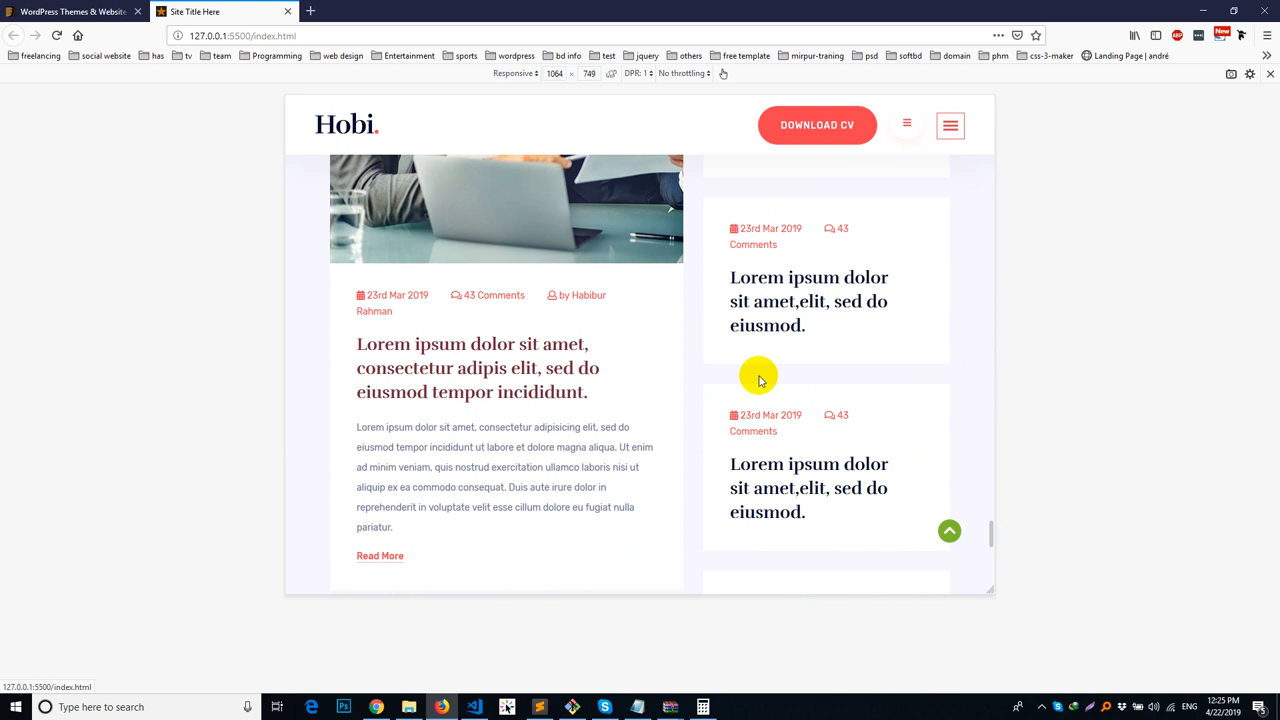 WordPress Themes & Website
Site Title Here
127.0.0.1:5500/index.html
New
ABP
freelancing
social website
has
tv
team
Programming
web design
Entertainment
sports
wordpress
bd info
test
jquery
others
free template
mirpur-traning
psd
softbd
domain
phm
css-3-maker
Landing Page | andré
Responsive
1064 × 749
DPR: 1
No throttling
Hobi.
DOWNLOAD CV
23rd Mar 2019 43 Comments by Habibur
Rahman
Lorem ipsum dolor sit amet,
consectetur adipis elit, sed do
eiusmod tempor incididunt.
Lorem ipsum dolor sit amet, consectetur adipisicing elit, sed do
eiusmod tempor incididunt ut labore et dolore magna aliqua. Ut enim
ad minim veniam, quis nostrud exercitation ullamco laboris nisi ut
aliquip ex ea commodo consequat. Duis aute irure dolor in
reprehenderit in voluptate velit esse cillum dolore eu fugiat nulla
pariatur.
Read More
23rd Mar 2019 43
Comments
Lorem ipsum dolor
sit amet,elit, sed do
eiusmod.
23rd Mar 2019 43
Comments
Lorem ipsum dolor
sit amet,elit, sed do
eiusmod.
127.0.0.1:5500/index.html
Type here to search
Ps
ENG
12:25 PM
4/22/2019
5